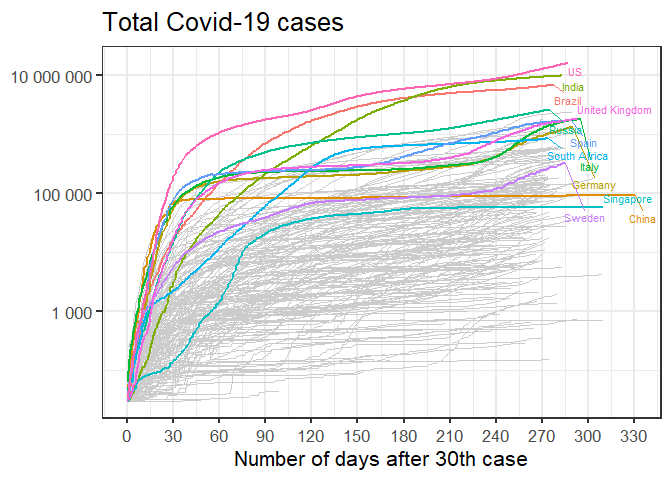 Total Covid-19 cases
10 000 000
100 000
1 000
US
India
Brazil
United Kingdom
Russia
Spain
South Africa
Italy
Germany
Singapore
Sweden
China
0 30 60 90 120 150 180 210 240 270 300 330
Number of days after 30th case